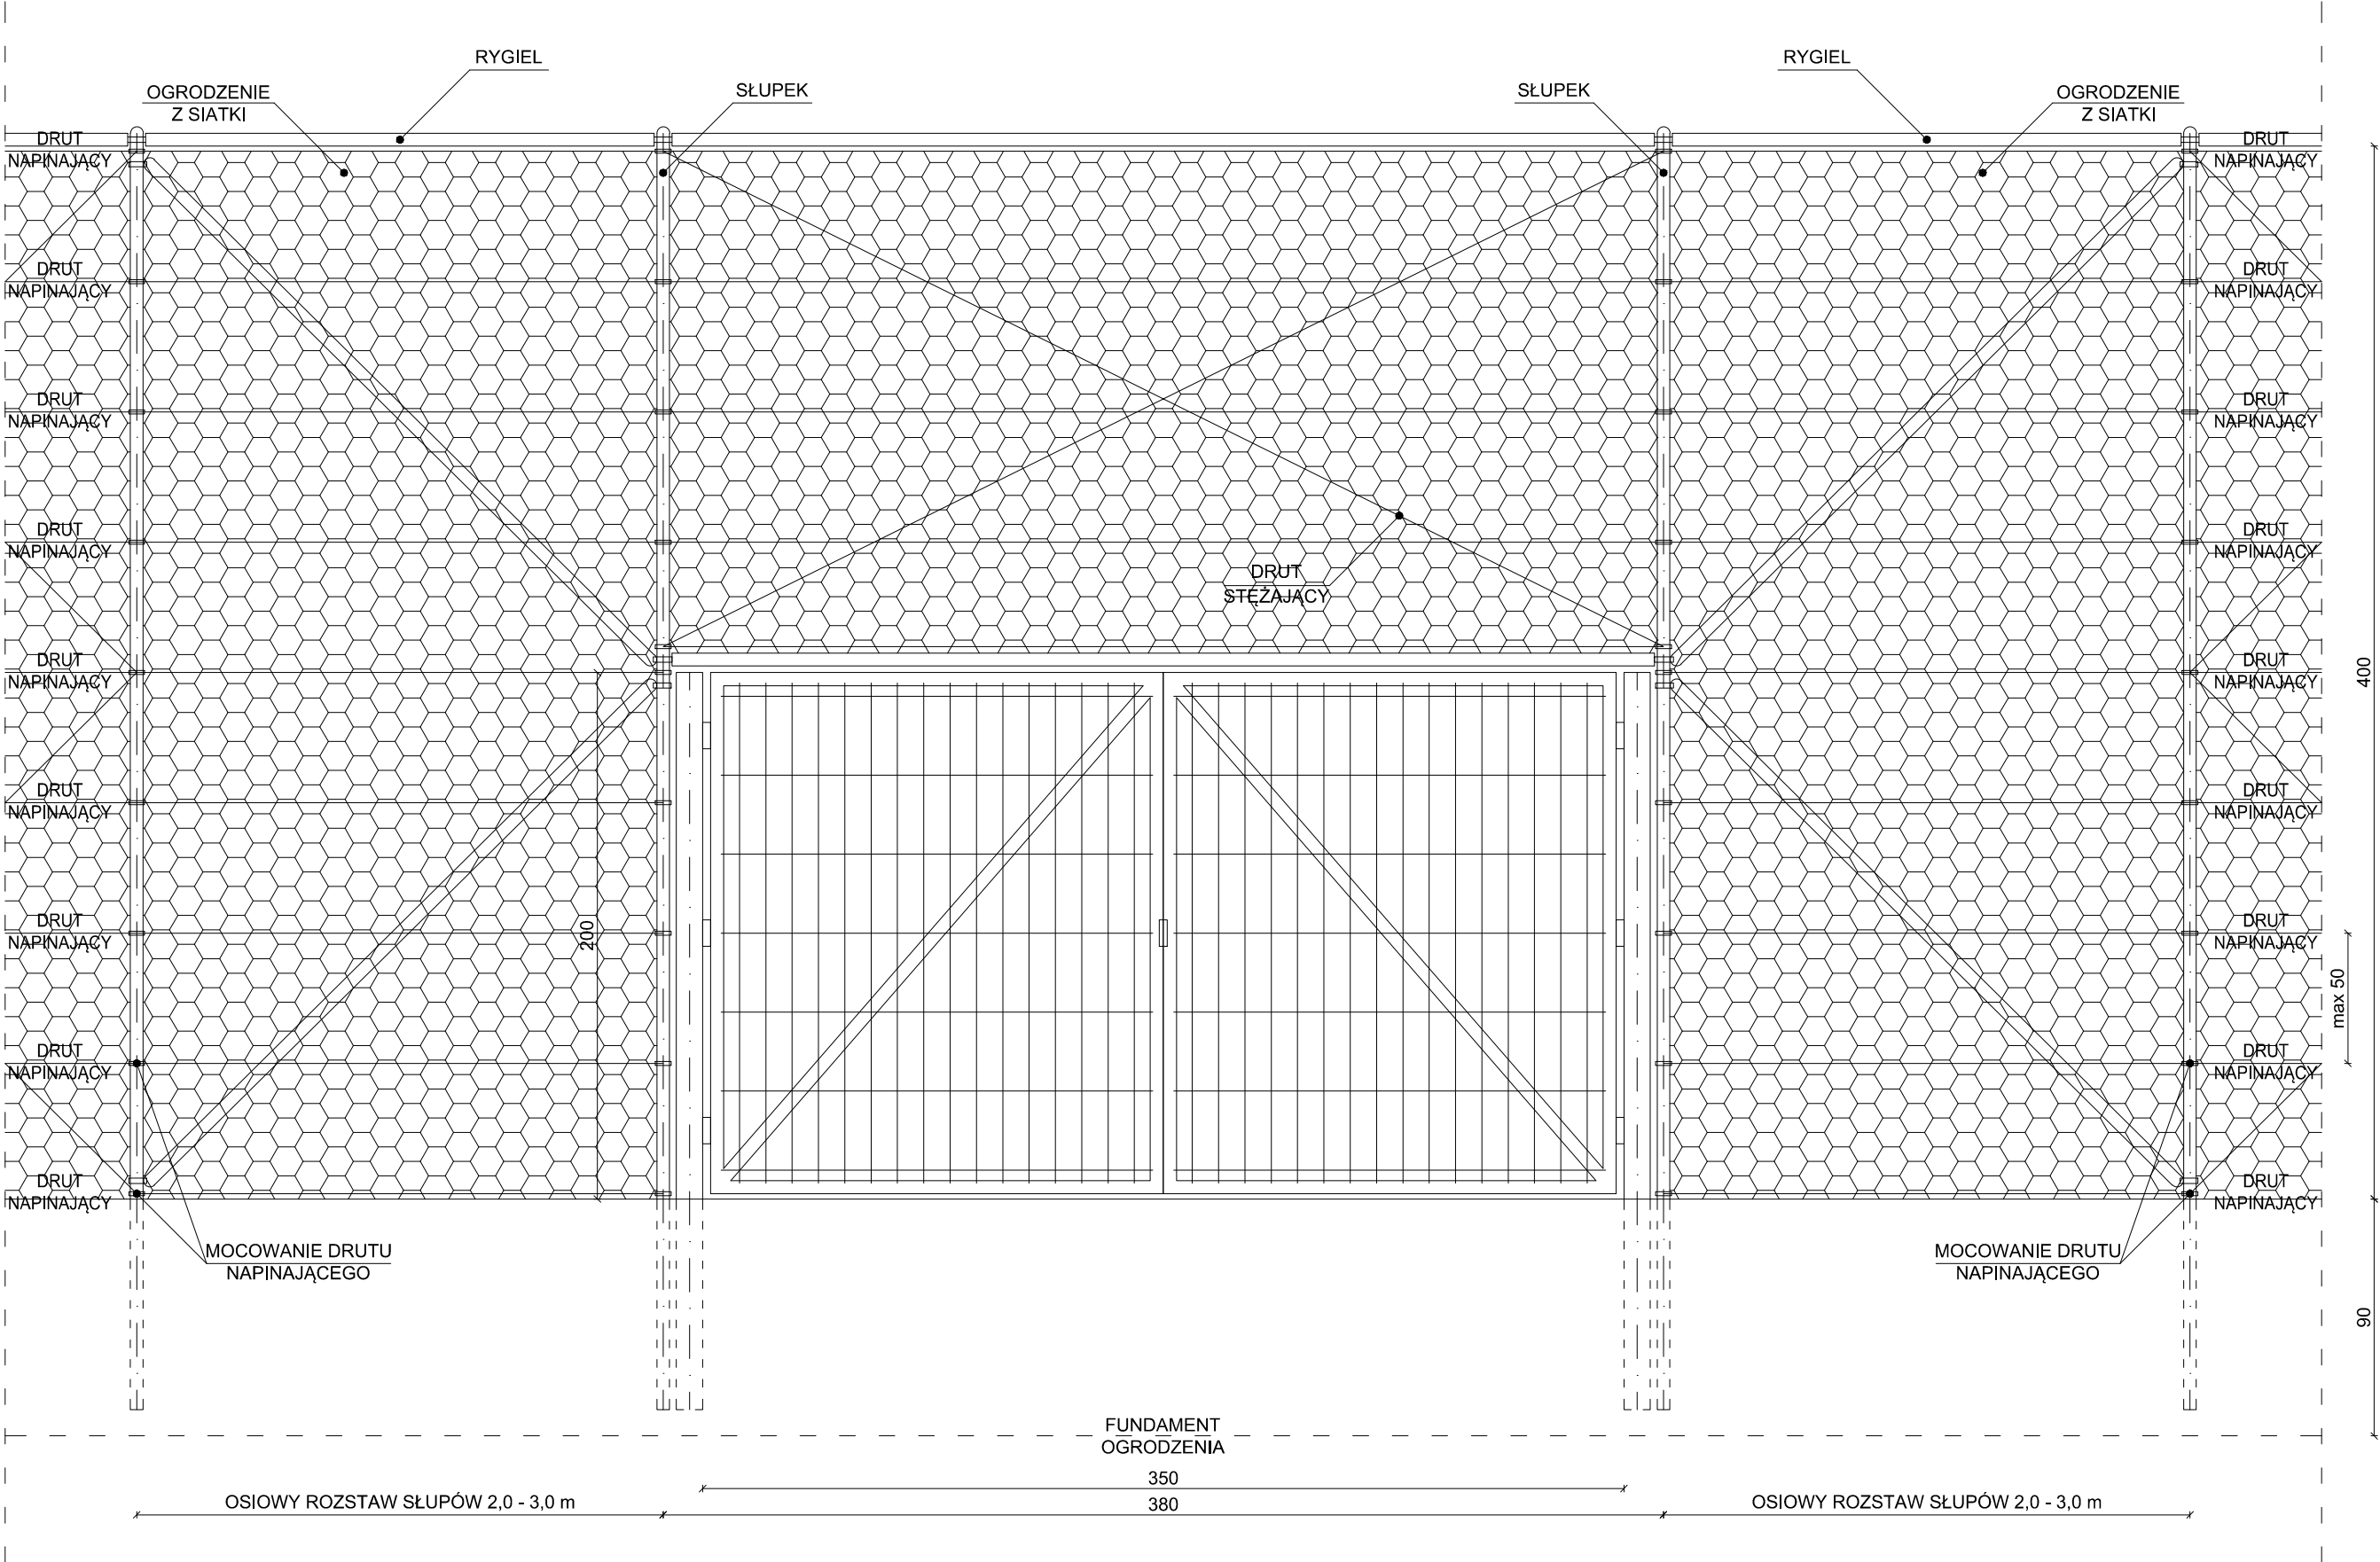 RYGIEL
RYGIEL
OGRODZENIE
Z SIATKI
SŁUPEK
SŁUPEK
OGRODZENIE
Z SIATKI
DRUT
NAPINAJĄCY
DRUT
NAPINAJĄCY
DRUT
NAPINAJĄCY
DRUT
NAPINAJĄCY
DRUT
NAPINAJĄCY
DRUT
NAPINAJĄCY
DRUT
NAPINAJĄCY
DRUT
NAPINAJĄCY
DRUT
STĘŻAJĄCY
DRUT
NAPINAJĄCY
DRUT
NAPINAJĄCY
400
DRUT
NAPINAJĄCY
DRUT
NAPINAJĄCY
DRUT
NAPINAJĄCY
200
DRUT
NAPINAJĄCY
max 50
DRUT
NAPINAJĄCY
DRUT
NAPINAJĄCY
DRUT
NAPINAJĄCY
DRUT
NAPINAJĄCY
MOCOWANIE DRUTU
NAPINAJĄCEGO
MOCOWANIE DRUTU
NAPINAJĄCEGO
90
FUNDAMENT
OGRODZENIA
350
OSIOWY ROZSTAW SŁUPÓW 2,0 - 3,0 m
380
OSIOWY ROZSTAW SŁUPÓW 2,0 - 3,0 m